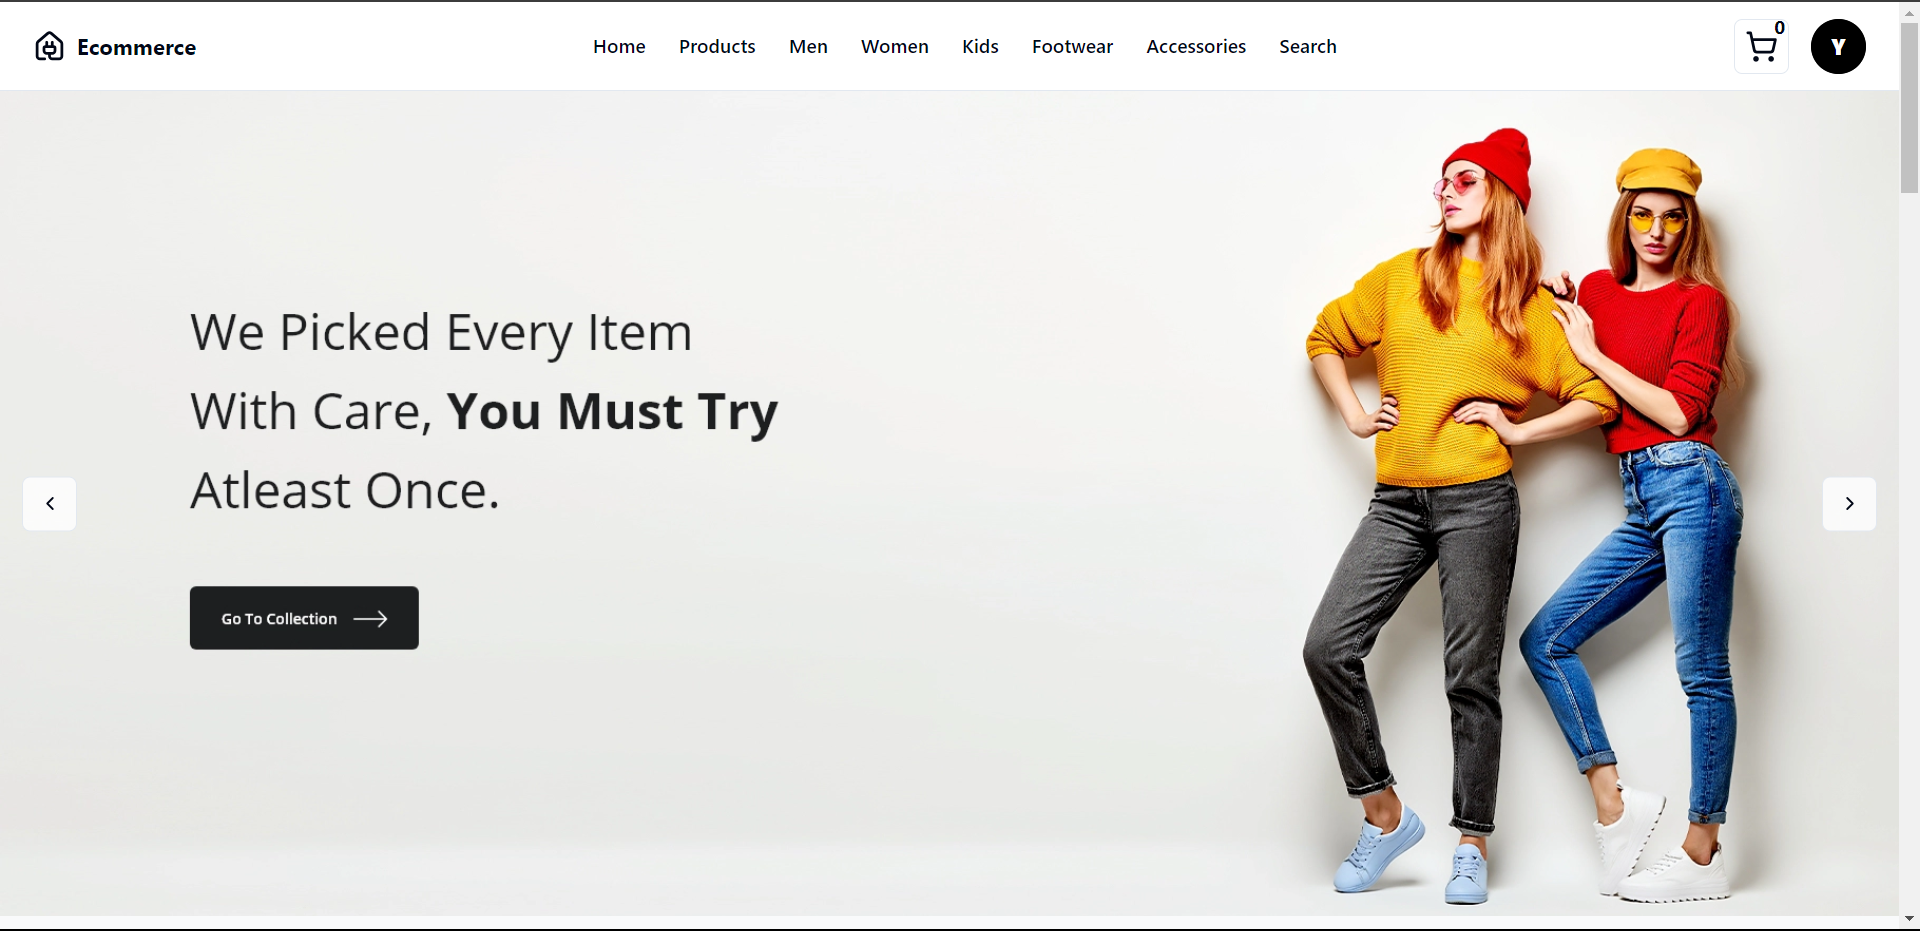 Ecommerce
Home Products Men Women Kids Footwear Accessories Search
0
Y
We Picked Every Item
With Care, You Must Try
Atleast Once.
Go To Collection